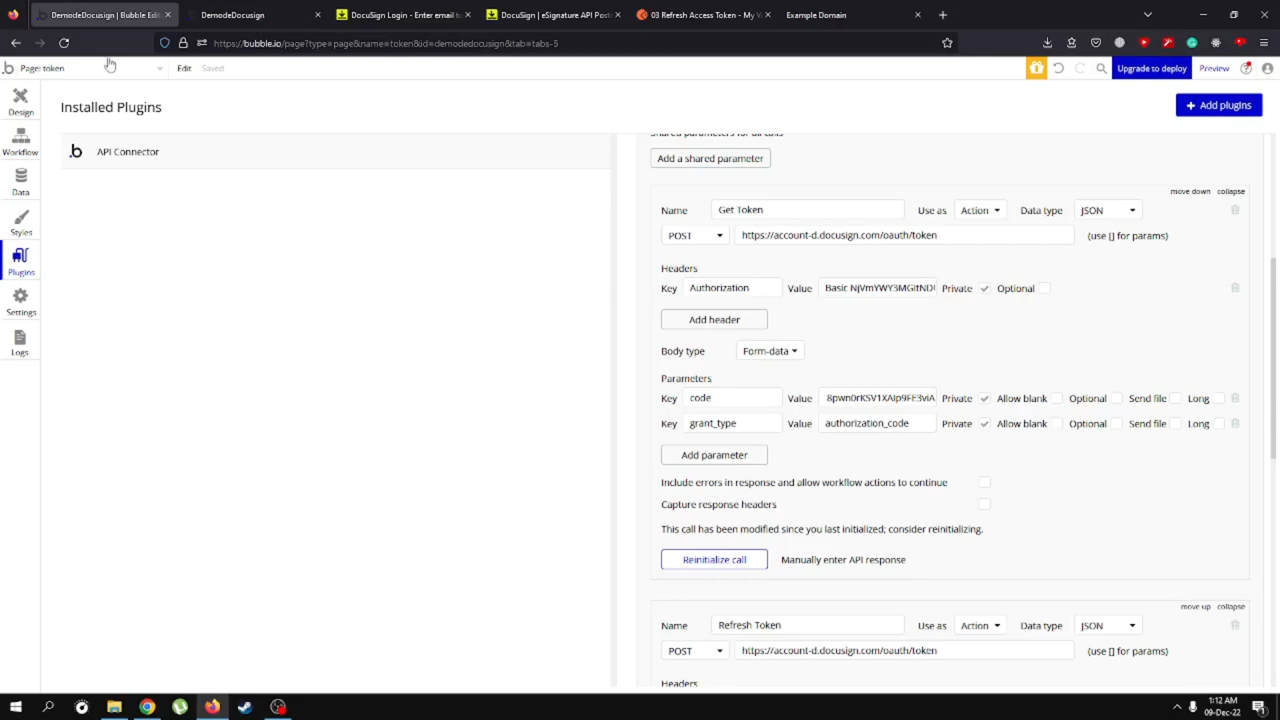 DemodeDocusign | Bubble Edit
DemodeDocusign
DocuSign Login - Enter email to
DocuSign | eSignature API Post
03 Refresh Access Token - My
Example Domain
https://bubble.io/page?type=page&name=token&id=demodedocusign&tab=tabs-5
Page: token
Edit
Saved
Upgrade to deploy
Preview
Design
Workflow
Data
Styles
Plugins
Settings
Logs
Installed Plugins
Add plugins
API Connector
Shared parameters for all calls
Add a shared parameter
move down collapse
Name Get Token Use as Action Data type JSON
POST https://account-d.docusign.com/oauth/token (use [] for params)
Headers
Key Authorization Value Private Optional
Add header
Body type Form-data
Parameters
Key code Value Private Allow blank Optional Send file Long
Key grant_type Value authorization_code Private Allow blank Optional Send file Long
Add parameter
Include errors in response and allow workflow actions to continue
Capture response headers
This call has been modified since you last initialized; consider reinitializing.
Reinitialize call Manually enter API response
move up collapse
Name Refresh Token Use as Action Data type JSON
POST https://account-d.docusign.com/oauth/token (use [] for params)
Headers
1:12 AM
09-Dec-22